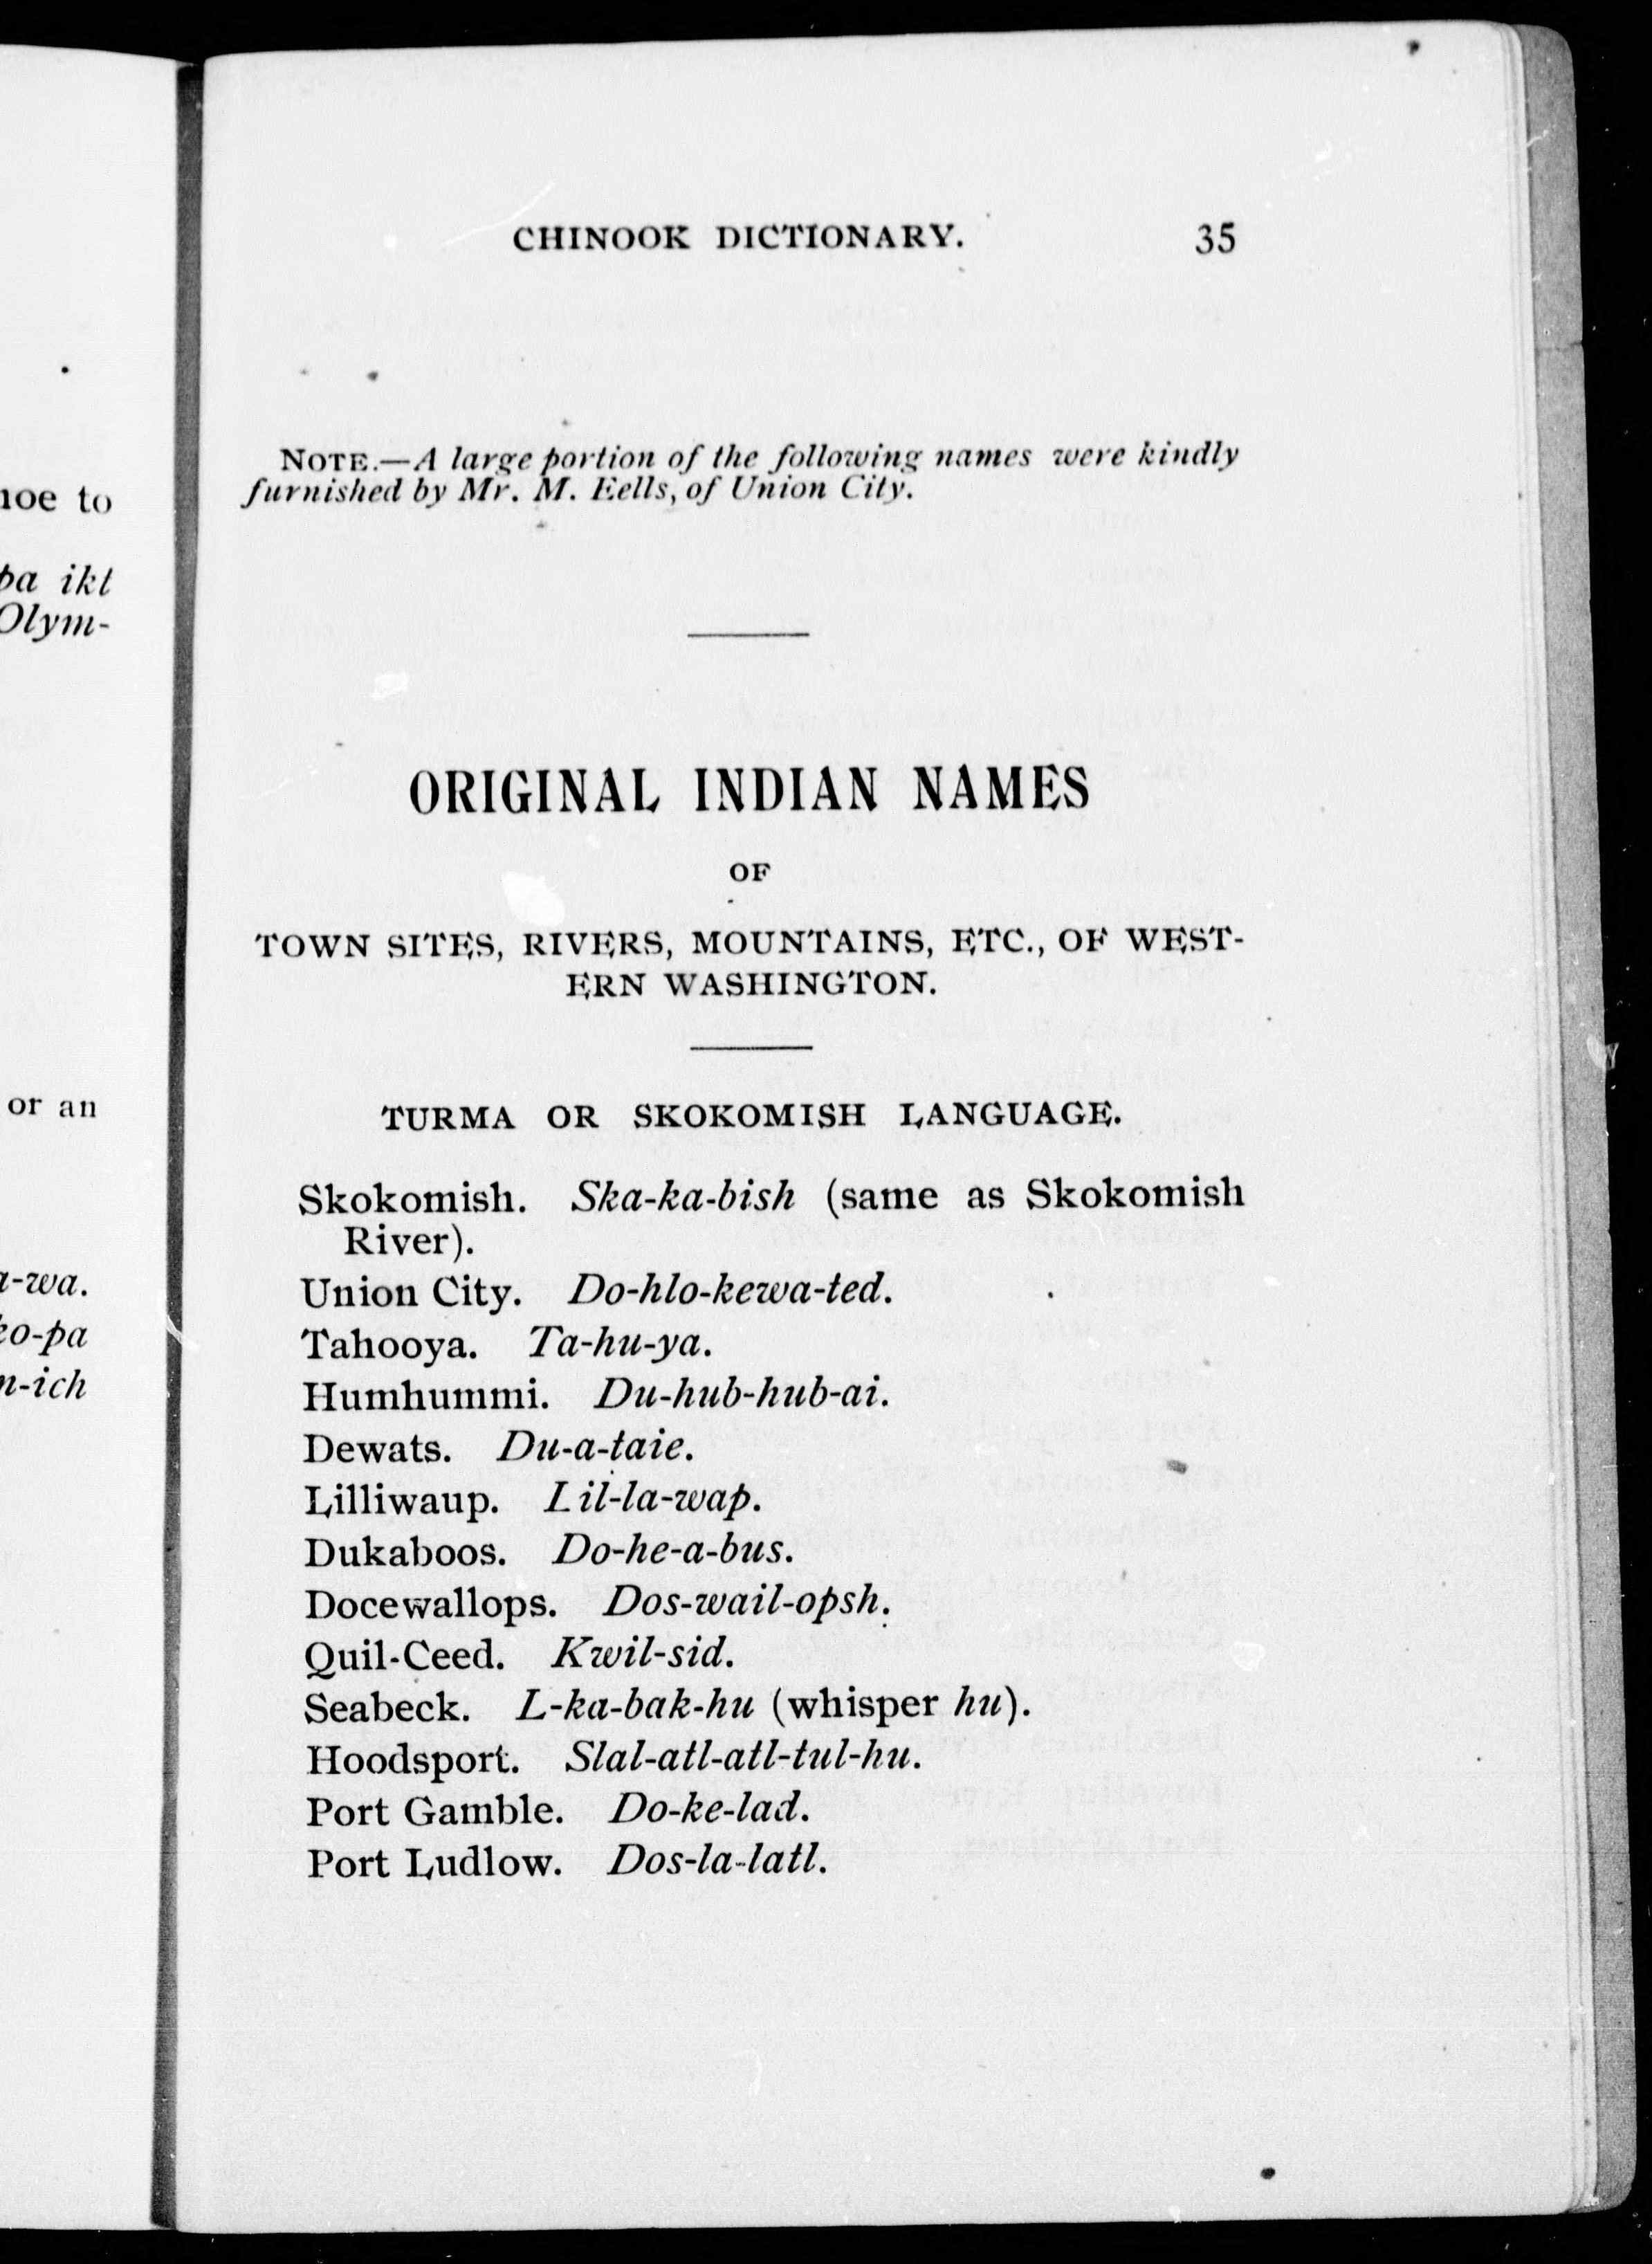 noe to
pa ikt
Olym-
or an
a-wa.
ko-pa
n-ich
CHINOOK DICTIONARY. 35
NOTE.—A large portion of the following names were kindly
furnished by Mr. M. Eells, of Union City.
ORIGINAL INDIAN NAMES
OF
TOWN SITES, RIVERS, MOUNTAINS, ETC., OF WEST-
ERN WASHINGTON.
TURMA OR SKOKOMISH LANGUAGE.
Skokomish. Ska-ka-bish (same as Skokomish
River).
Union City. Do-hlo-kewa-ted.
Tahooya. Ta-hu-ya.
Humhummi. Du-hub-hub-ai.
Dewats. Du-a-taie.
Lilliwaup. Lil-la-wap.
Dukaboos. Do-he-a-bus.
Docewallops. Dos-wail-opsh.
Quil-Ceed. Kwil-sid.
Seabeck. L-ka-bak-hu (whisper hu).
Hoodsport. Slal-atl-atl-tul-hu.
Port Gamble. Do-ke-lad.
Port Ludlow. Dos-la-latl.